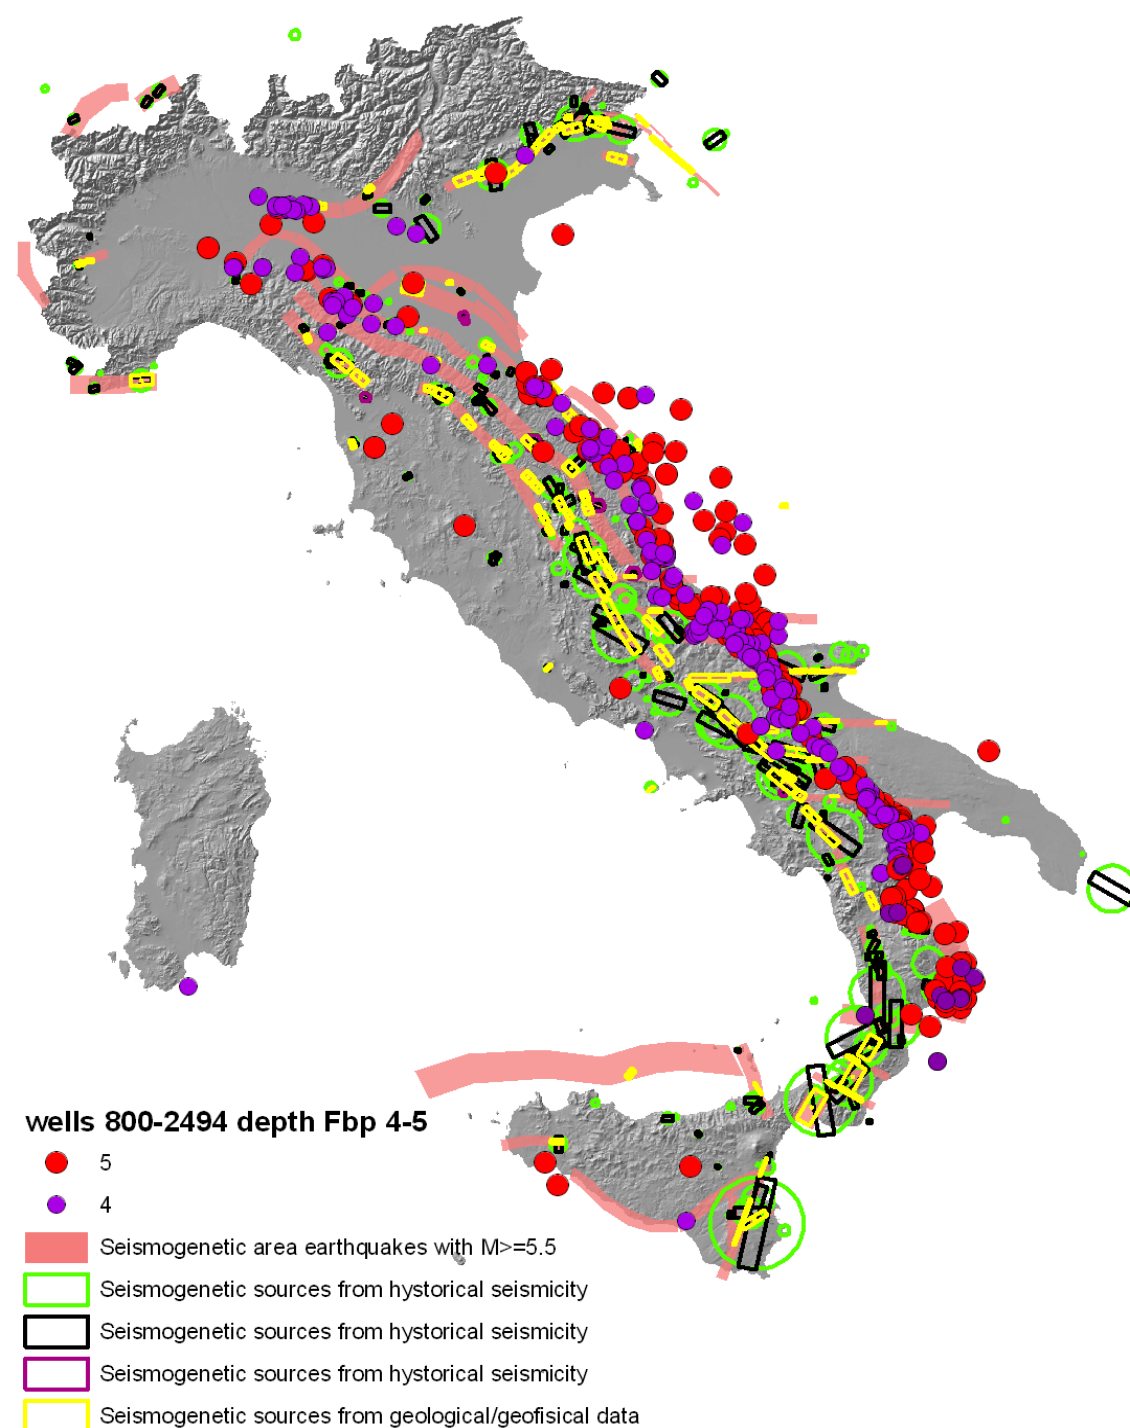 wells 800-2494 depth Fbp 4-5
5
4
Seismogenetic area earthquakes with M>=5.5
Seismogenetic sources from hystorical seismicity
Seismogenetic sources from hystorical seismicity
Seismogenetic sources from hystorical seismicity
Seismogenetic sources from geological/geofisical data